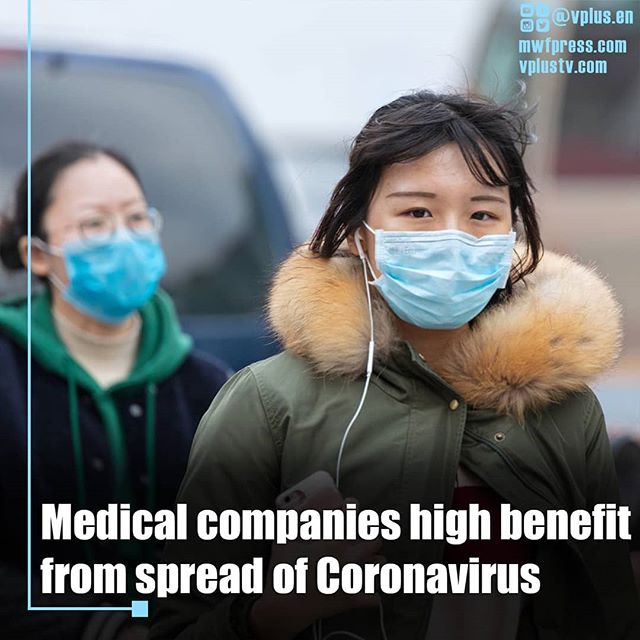 @vplus.en
mwfpress.com
vplustv.com
Medical companies high benefit
from spread of Coronavirus